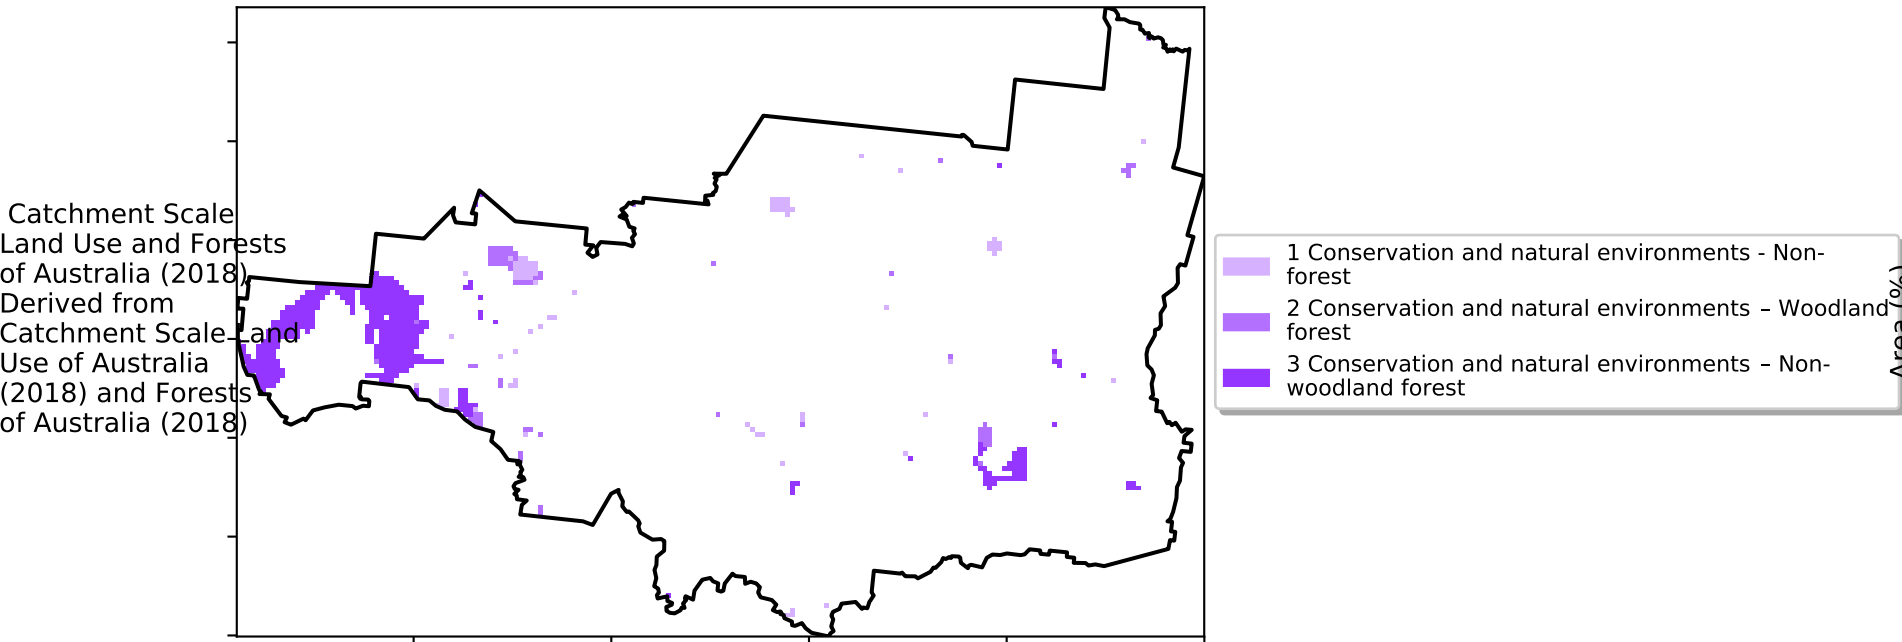 Catchment Scale
Land Use and Forests
of Australia (2018)
Derived from
Catchment Scale Land
Use of Australia
(2018) and Forests
of Australia (2018)
1 Conservation and natural environments - Non-
forest
2 Conservation and natural environments – Woodland
forest
3 Conservation and natural environments – Non-
woodland forest